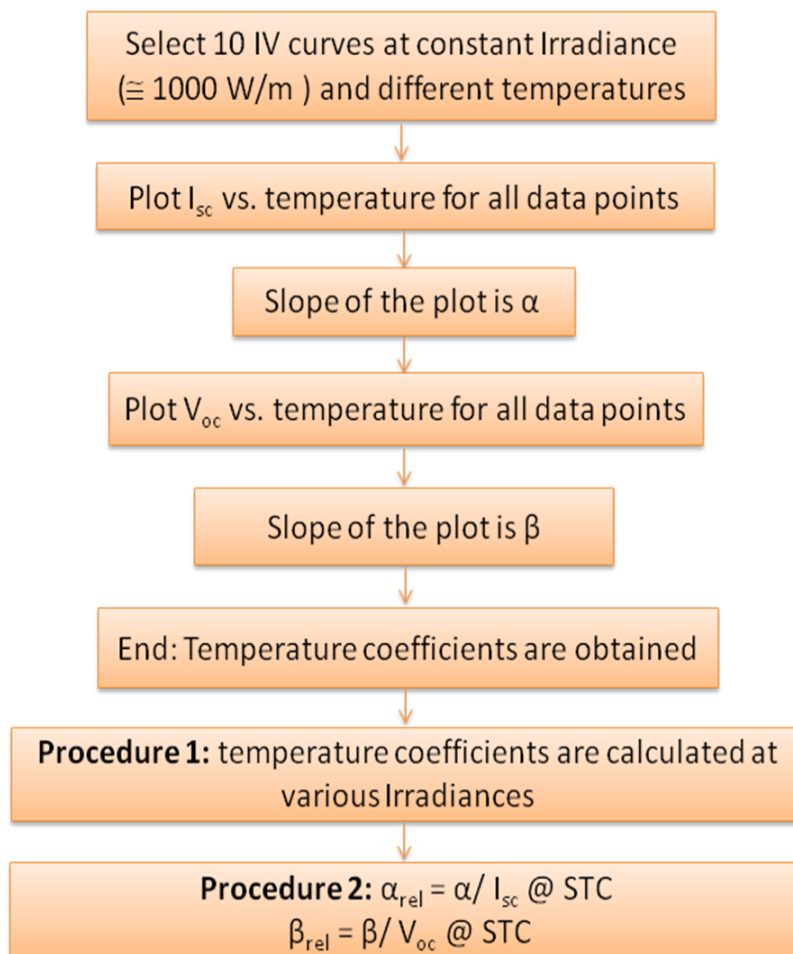 Select 10 IV curves at constant Irradiance
(≅ 1000 W/m ) and different temperatures
Plot Isc vs. temperature for all data points
Slope of the plot is α
Plot Voc vs. temperature for all data points
Slope of the plot is β
End: Temperature coefficients are obtained
Procedure 1: temperature coefficients are calculated at
various Irradiances
Procedure 2: αrel = α/ Isc @ STC
βrel = β/ Voc @ STC